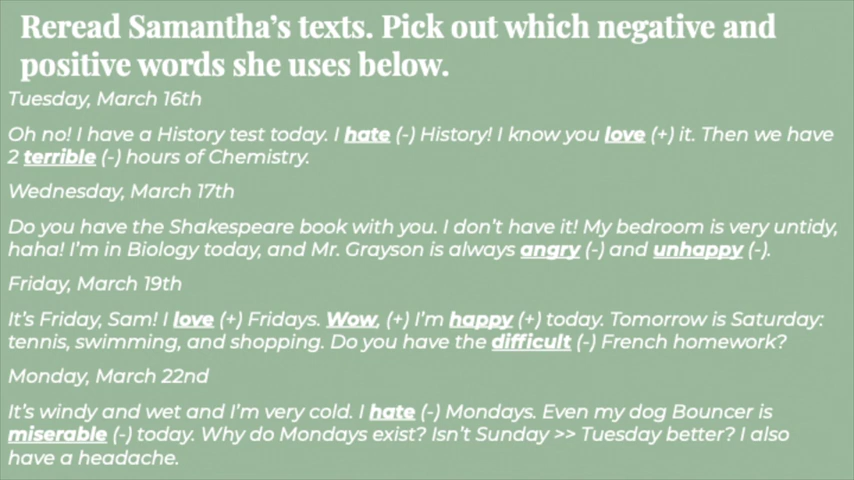 Reread Samantha's texts. Pick out which negative and
positive words she uses below.
Tuesday, March 16th
Oh no! I have a History test today. I hate (-) History! I know you love (+) it. Then we have
2 terrible (-) hours of Chemistry.
Wednesday, March 17th
Do you have the Shakespeare book with you. I don't have it! My bedroom is very untidy,
haha! I'm in Biology today, and Mr. Grayson is always angry (-) and unhappy (-).
Friday, March 19th
It's Friday, Sam! I love (+) Fridays. Wow, (+) I'm happy (+) today. Tomorrow is Saturday:
tennis, swimming, and shopping. Do you have the difficult (-) French homework?
Monday, March 22nd
It's windy and wet and I'm very cold. I hate (-) Mondays. Even my dog Bouncer is
miserable (-) today. Why do Mondays exist? Isn't Sunday >> Tuesday better? I also
have a headache.